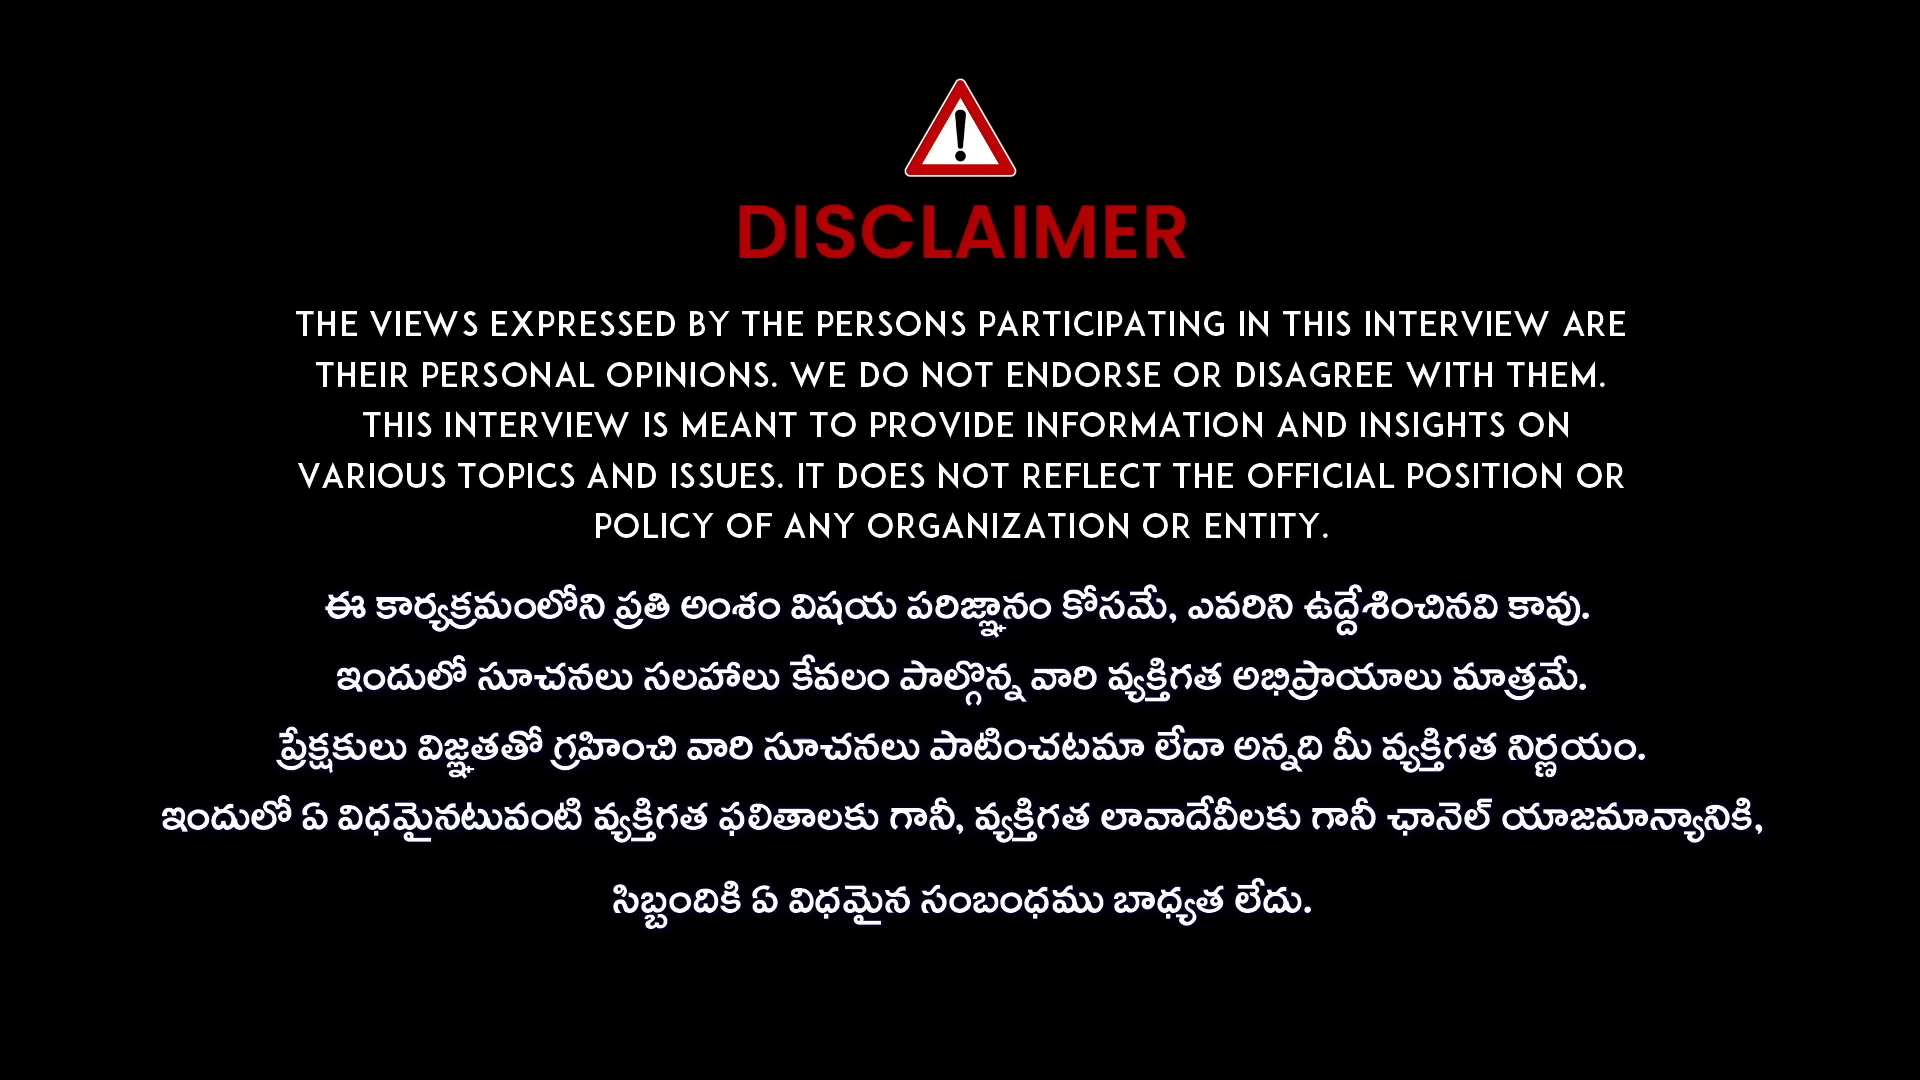 DISCLAIMER
THE VIEWS EXPRESSED BY THE PERSONS PARTICIPATING IN THIS INTERVIEW ARE
THEIR PERSONAL OPINIONS. WE DO NOT ENDORSE OR DISAGREE WITH THEM.
THIS INTERVIEW IS MEANT TO PROVIDE INFORMATION AND INSIGHTS ON
VARIOUS TOPICS AND ISSUES. IT DOES NOT REFLECT THE OFFICIAL POSITION OR
POLICY OF ANY ORGANIZATION OR ENTITY.
ఈ కార్యక్రమంలోని ప్రతి అంశం విషయ పరిజ్ఞానం కోసమే, ఎవరిని ఉద్దేశించినవి కావు.
ఇందులో సూచనలు సలహాలు కేవలం పాల్గొన్న వారి వ్యక్తిగత అభిప్రాయాలు మాత్రమే.
ప్రేక్షకులు విజ్ఞతతో గ్రహించి వారి సూచనలు పాటించటమా లేదా అన్నది మీ వ్యక్తిగత నిర్ణయం.
ఇందులో ఏ విధమైనటువంటి వ్యక్తిగత ఫలితాలకు గానీ, వ్యక్తిగత లావాదేవీలకు గానీ ఛానెల్ యాజమాన్యానికి,
సిబ్బందికి ఏ విధమైన సంబంధము బాధ్యత లేదు.